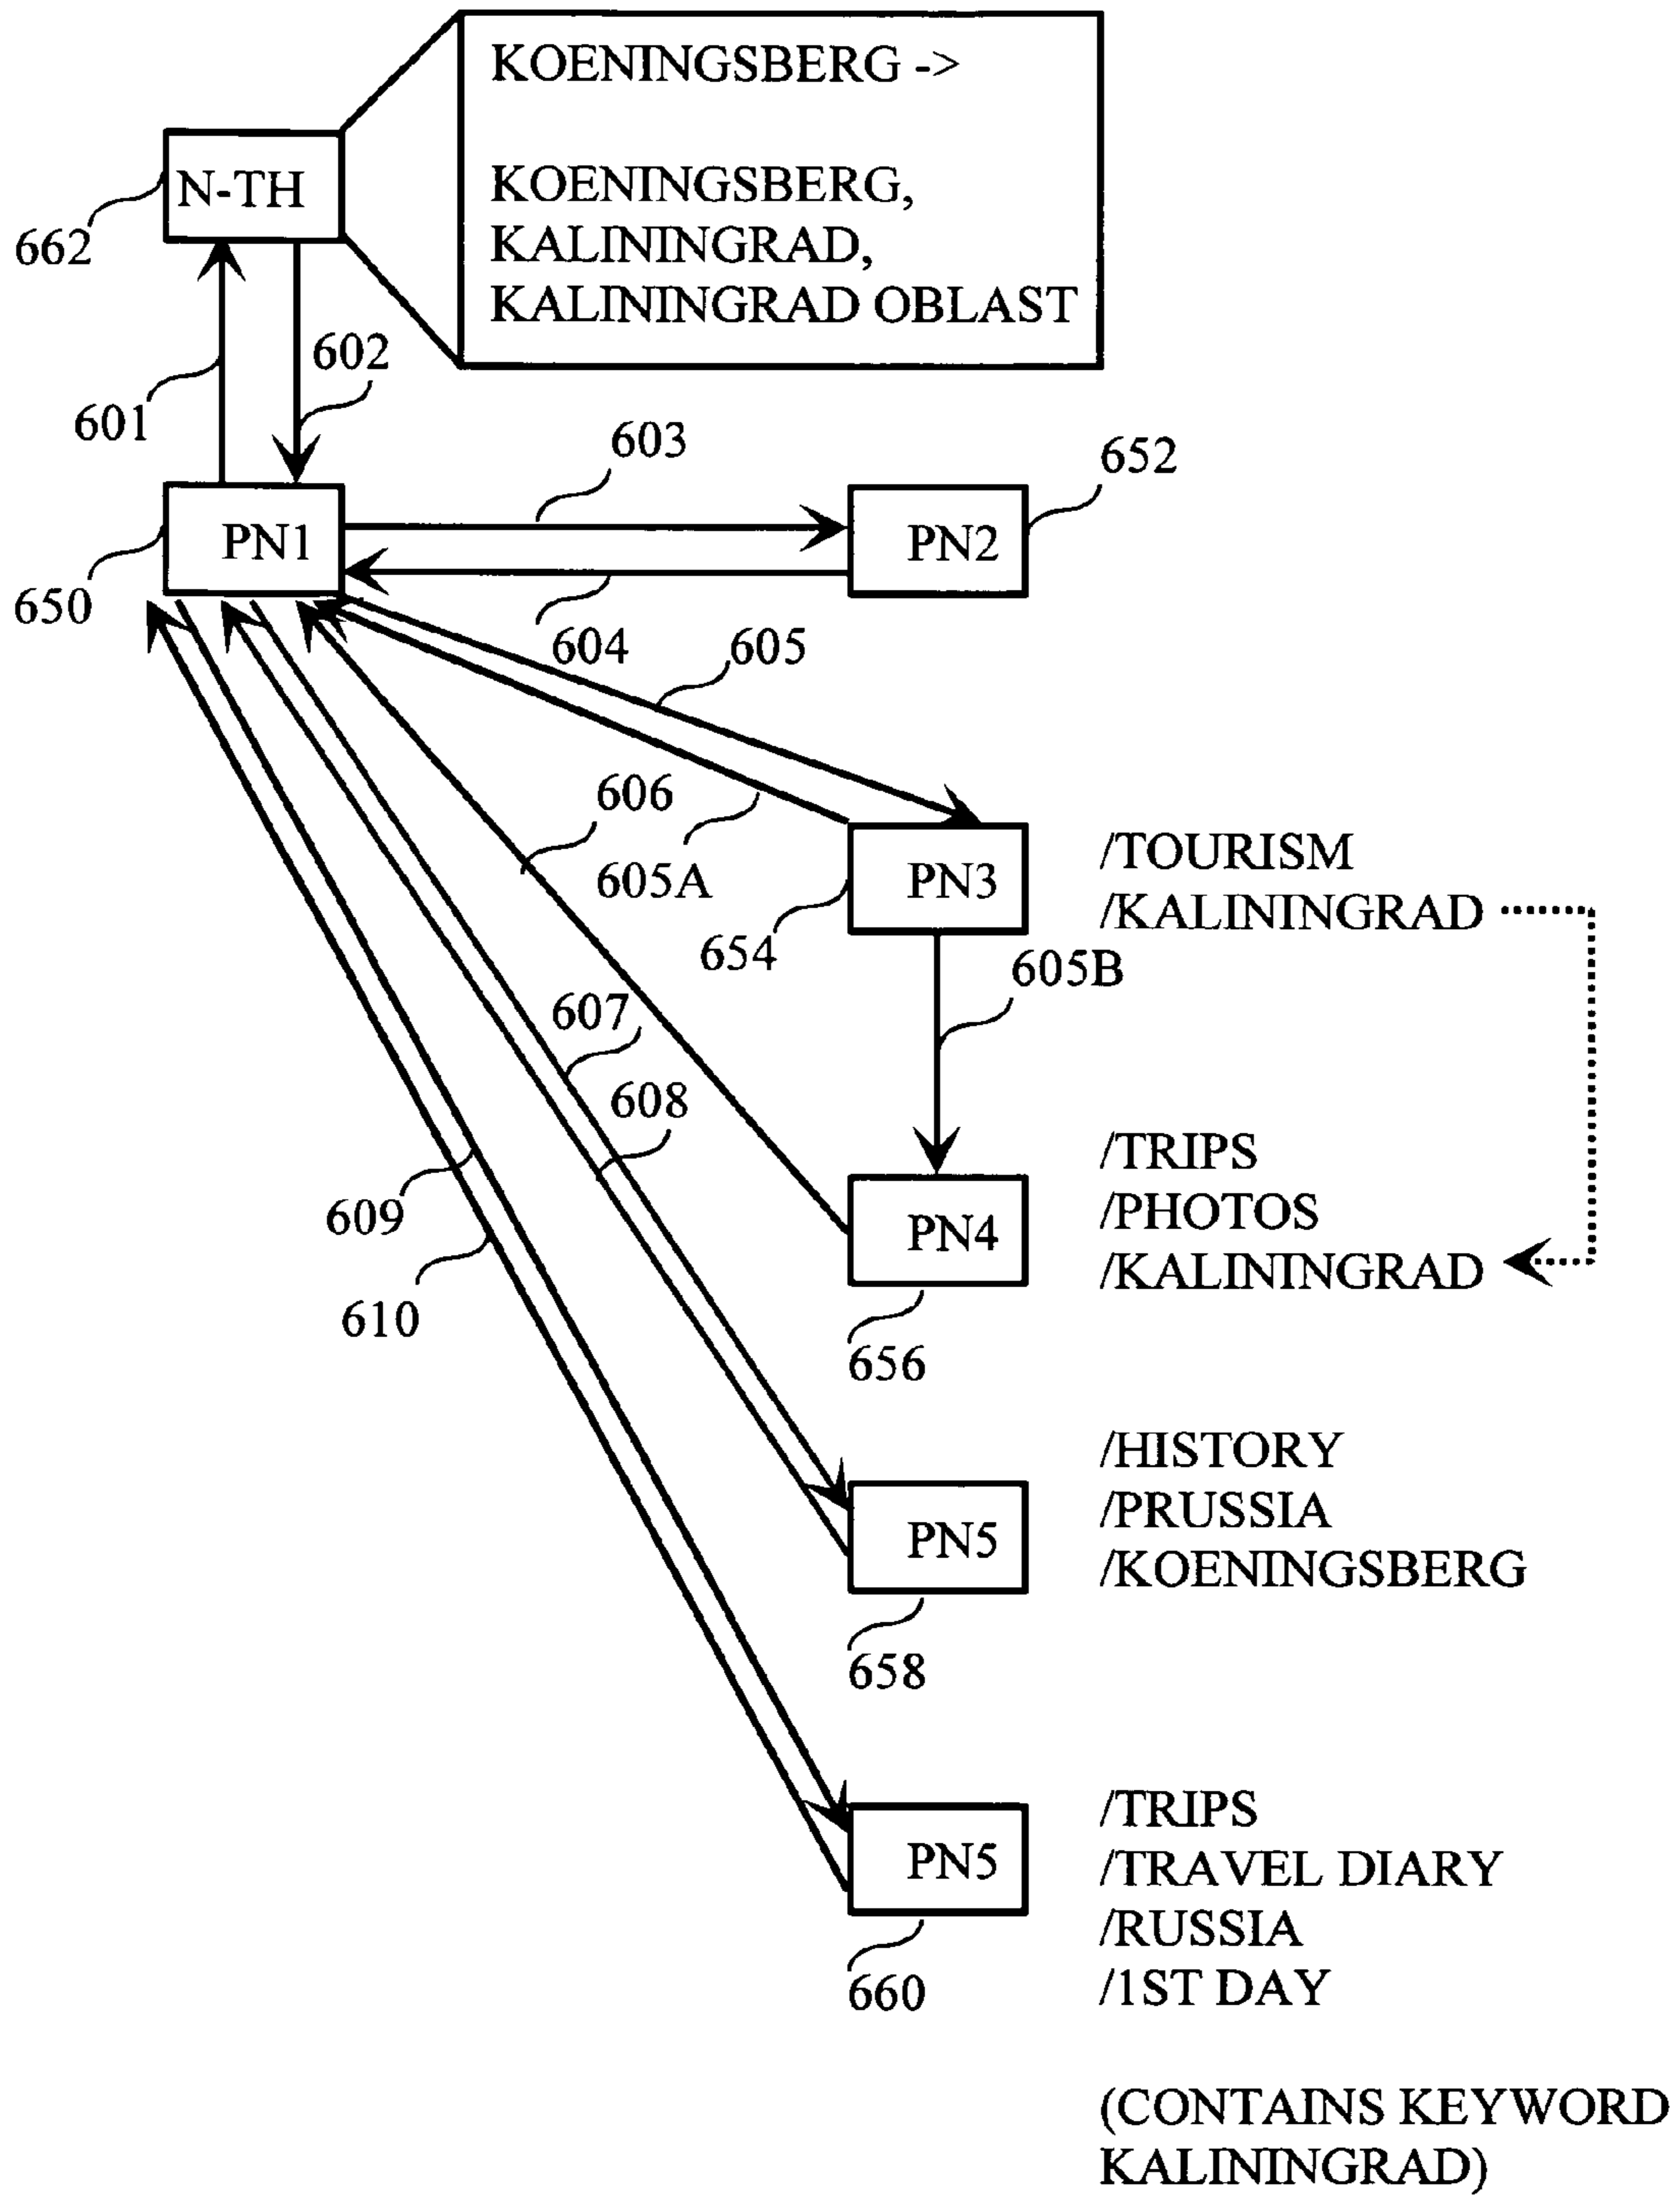 KOENINGSBERG ->
KOENINGSBERG,
KALININGRAD,
KALININGRAD OBLAST
N-TH
662
601
602
603
652
PN1
PN2
650
604
605
606
605A
PN3
/TOURISM
/KALININGRAD
654
605B
607
608
609
610
PN4
/TRIPS
/PHOTOS
/KALININGRAD
656
PN5
/HISTORY
/PRUSSIA
/KOENINGSBERG
658
PN5
/TRIPS
/TRAVEL DIARY
/RUSSIA
/1ST DAY
660
(CONTAINS KEYWORD
KALININGRAD)